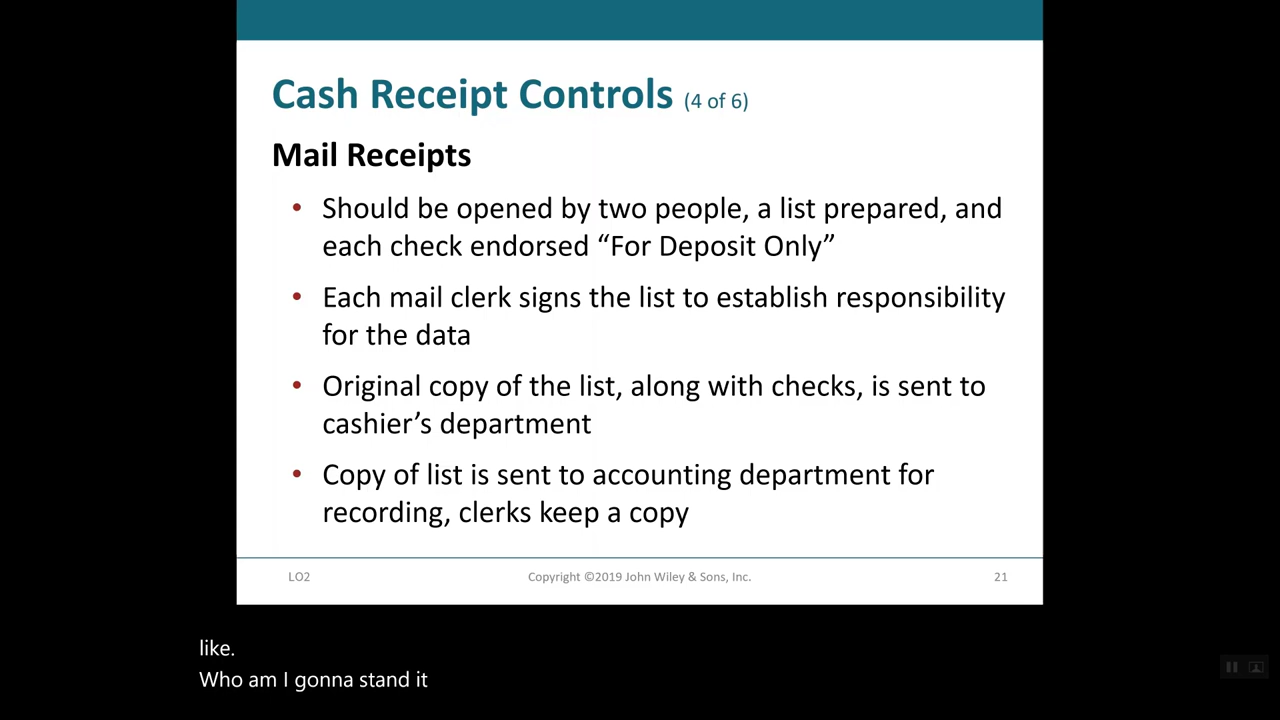 Cash Receipt Controls (4 of 6)
Mail Receipts
• Should be opened by two people, a list prepared, and
each check endorsed “For Deposit Only”
• Each mail clerk signs the list to establish responsibility
for the data
• Original copy of the list, along with checks, is sent to
cashier’s department
• Copy of list is sent to accounting department for
recording, clerks keep a copy
LO2 Copyright ©2019 John Wiley & Sons, Inc. 21
like.
Who am I gonna stand it